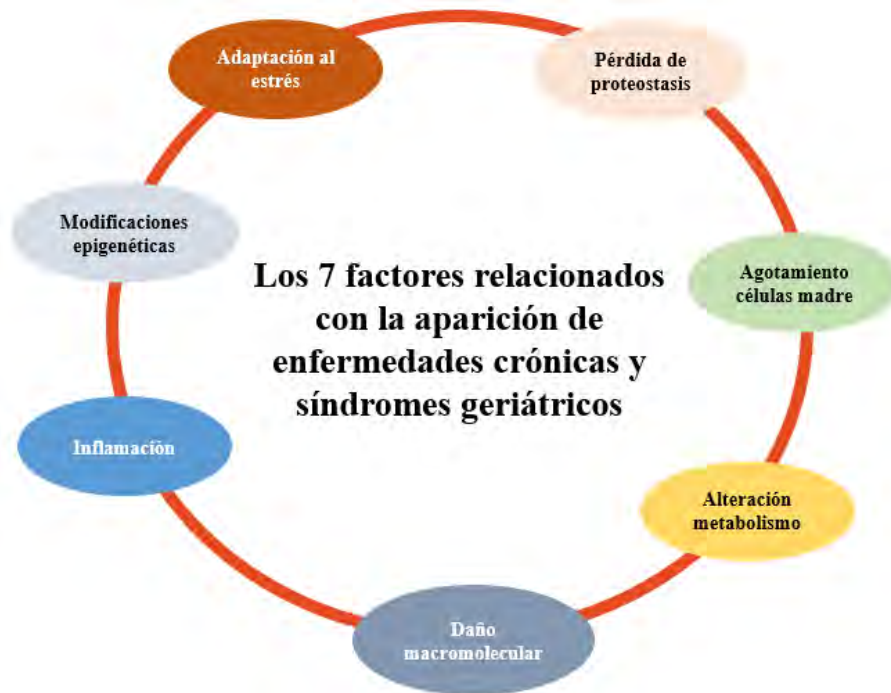 Adaptación al
estrés
Pérdida de
proteostasis
Modificaciones
epigenéticas
Los 7 factores relacionados
con la aparición de
enfermedades crónicas y
síndromes geriátricos
Agotamiento
células madre
Inflamación
Alteración
metabolismo
Daño
macromolecular